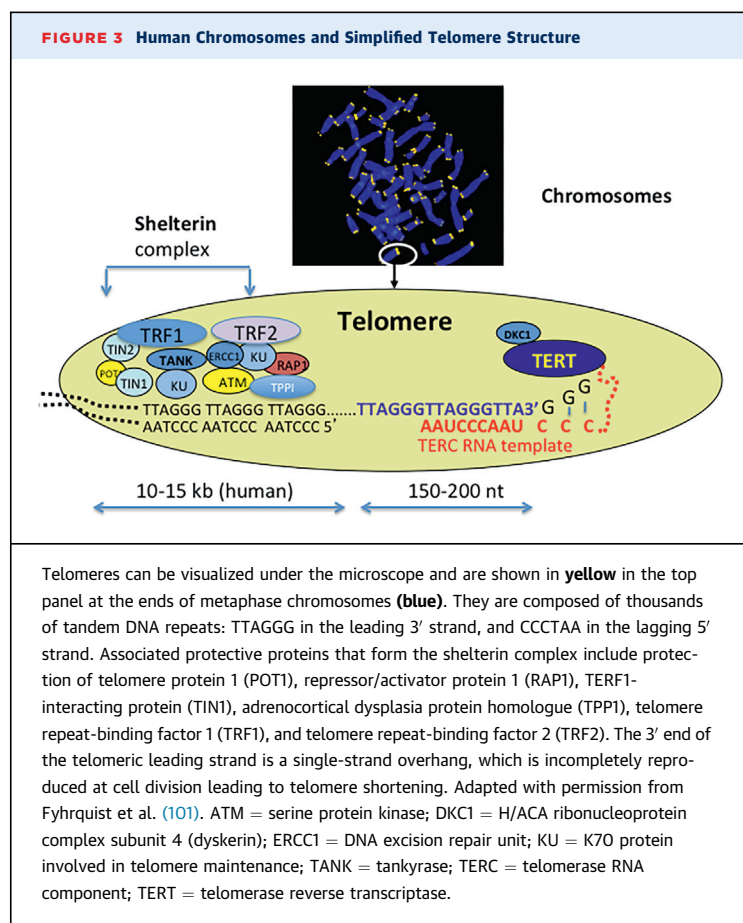 FIGURE 3 Human Chromosomes and Simplified Telomere Structure
Chromosomes
Shelterin
complex
Telomere
TIN2
TRF1
TRF2
DKC1
TERT
POT1
TIN1
TANK
KU
ERCC1
KU
ATM
RAP1
TPPI
TTAGGG TTAGGG TTAGGG.......TTAGGGTTAGGGTTA3' G G G
AATCCC AATCCC AATCCC 5' AAUCCCAAU C C C
TERC RNA template
10-15 kb (human)
150-200 nt
Telomeres can be visualized under the microscope and are shown in yellow in the top
panel at the ends of metaphase chromosomes (blue). They are composed of thousands
of tandem DNA repeats: TTAGGG in the leading 3′ strand, and CCCTAA in the lagging 5′
strand. Associated protective proteins that form the shelterin complex include protec-
tion of telomere protein 1 (POT1), repressor/activator protein 1 (RAP1), TERF1-
interacting protein (TIN1), adrenocortical dysplasia protein homologue (TPP1), telomere
repeat-binding factor 1 (TRF1), and telomere repeat-binding factor 2 (TRF2). The 3′ end of
the telomeric leading strand is a single-strand overhang, which is incompletely repro-
duced at cell division leading to telomere shortening. Adapted with permission from
Fyhrquist et al. (101). ATM = serine protein kinase; DKC1 = H/ACA ribonucleoprotein
complex subunit 4 (dyskerin); ERCC1 = DNA excision repair unit; KU = K70 protein
involved in telomere maintenance; TANK = tankyrase; TERC = telomerase RNA
component; TERT = telomerase reverse transcriptase.